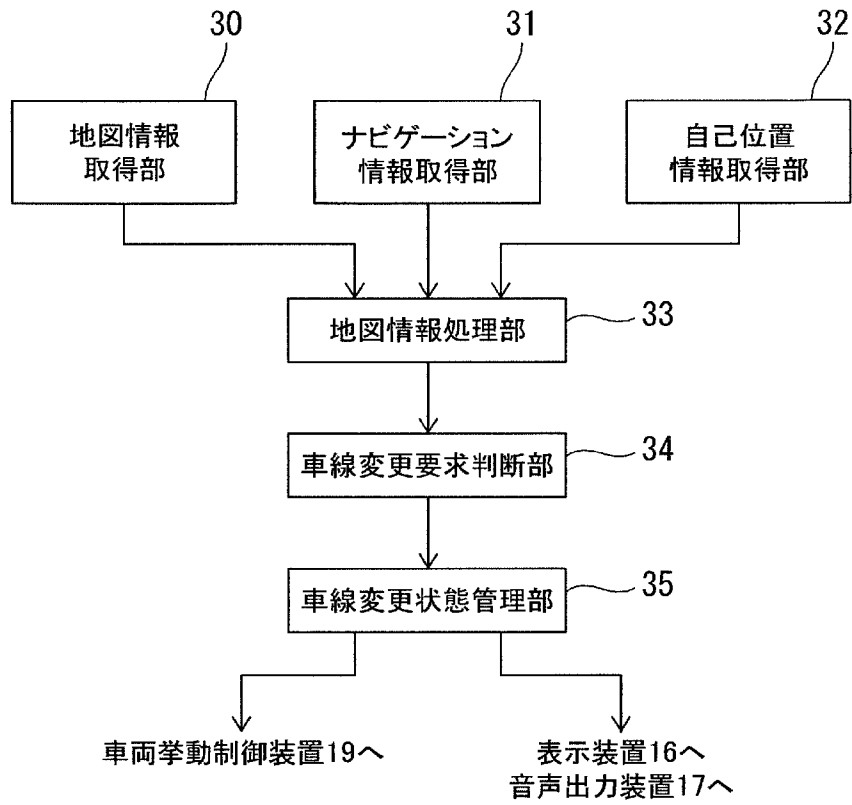 30
31
32
地図情報
取得部
ナビゲーション
情報取得部
自己位置
情報取得部
地図情報処理部
33
車線変更要求判断部
34
車線変更状態管理部
35
車両挙動制御装置19へ
表示装置16へ
音声出力装置17へ